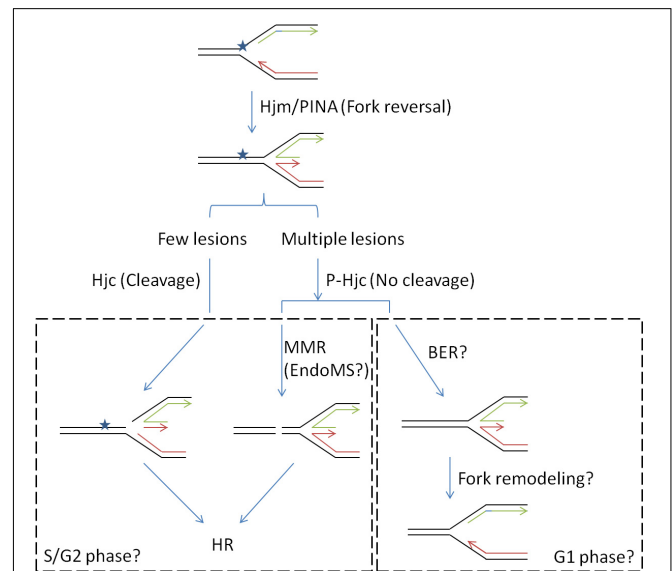 Hjm/PINA (Fork reversal)
Few lesions
Multiple lesions
Hjc (Cleavage)
P-Hjc (No cleavage)
MMR
(EndoMS?)
BER?
Fork remodeling?
HR
S/G2 phase?
G1 phase?